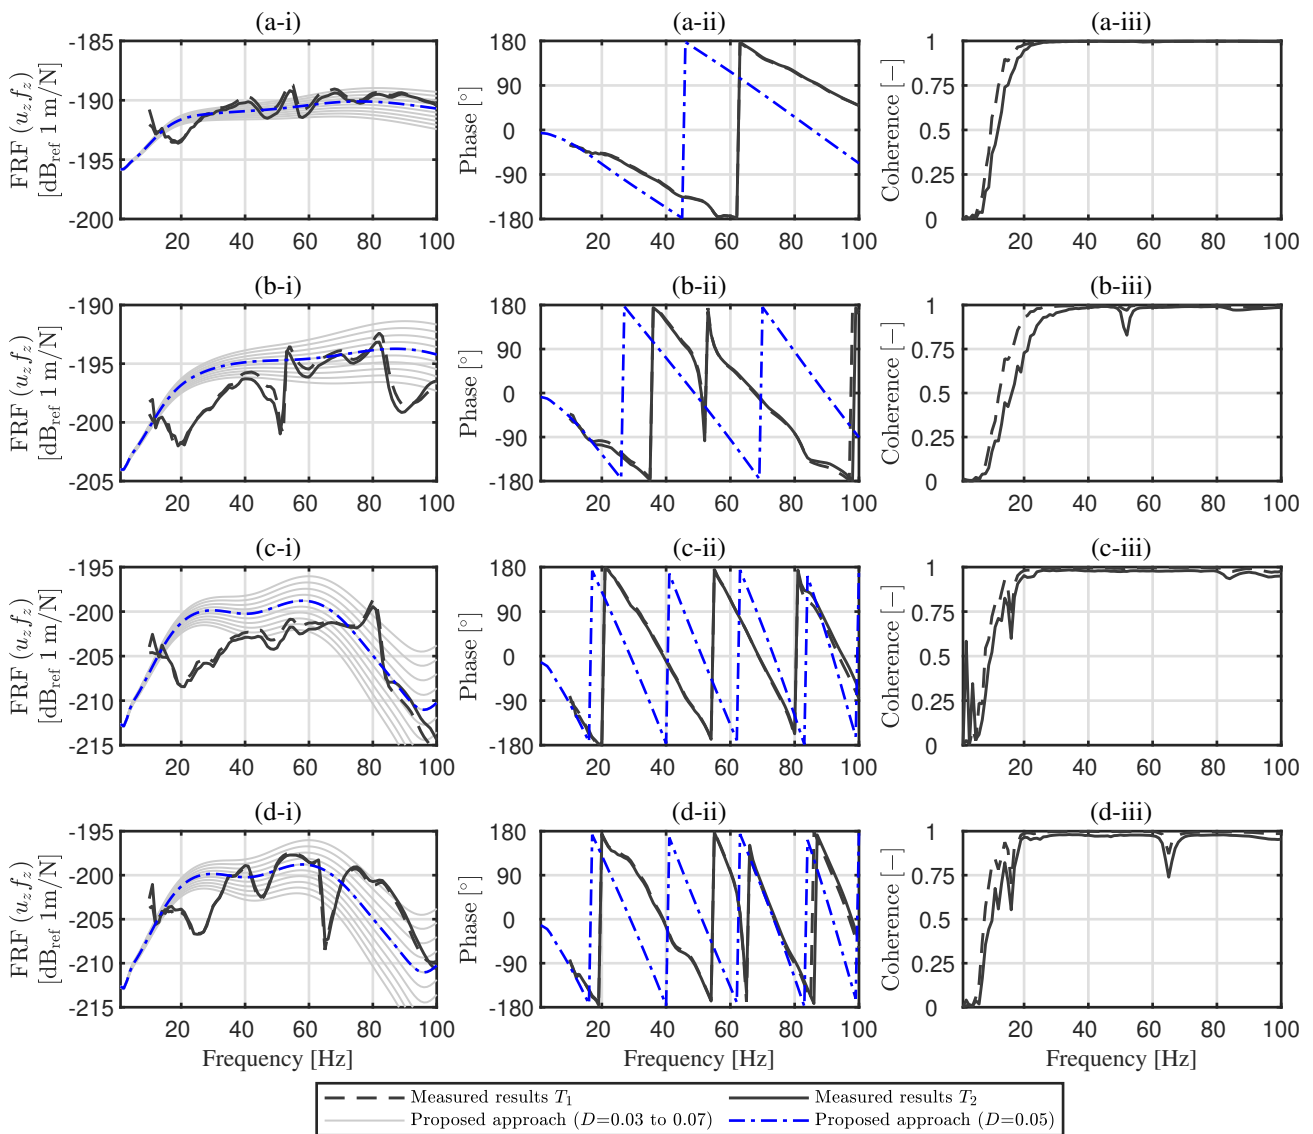 (a-i) (a-ii) (a-iii)
FRF (u_z f_z)
[dB_ref 1 m/N]
-185
-190
-195
-200
20 40 60 80 100
Phase [°]
180
90
0
-90
-180
20 40 60 80 100
Coherence [−]
1
0.75
0.5
0.25
0
20 40 60 80 100
(b-i) (b-ii) (b-iii)
FRF (u_z f_z)
[dB_ref 1 m/N]
-190
-195
-200
-205
20 40 60 80 100
Phase [°]
180
90
0
-90
-180
20 40 60 80 100
Coherence [−]
1
0.75
0.5
0.25
0
20 40 60 80 100
(c-i) (c-ii) (c-iii)
FRF (u_z f_z)
[dB_ref 1 m/N]
-195
-200
-205
-210
-215
20 40 60 80 100
Phase [°]
180
90
0
-90
-180
20 40 60 80 100
Coherence [−]
1
0.75
0.5
0.25
0
20 40 60 80 100
(d-i) (d-ii) (d-iii)
FRF (u_z f_z)
[dB_ref 1m/N]
-195
-200
-205
-210
-215
20 40 60 80 100
Frequency [Hz]
Phase [°]
180
90
0
-90
-180
20 40 60 80 100
Frequency [Hz]
Coherence [−]
1
0.75
0.5
0.25
0
20 40 60 80 100
Frequency [Hz]
Measured results T_1
Measured results T_2
Proposed approach (D=0.03 to 0.07)
Proposed approach (D=0.05)